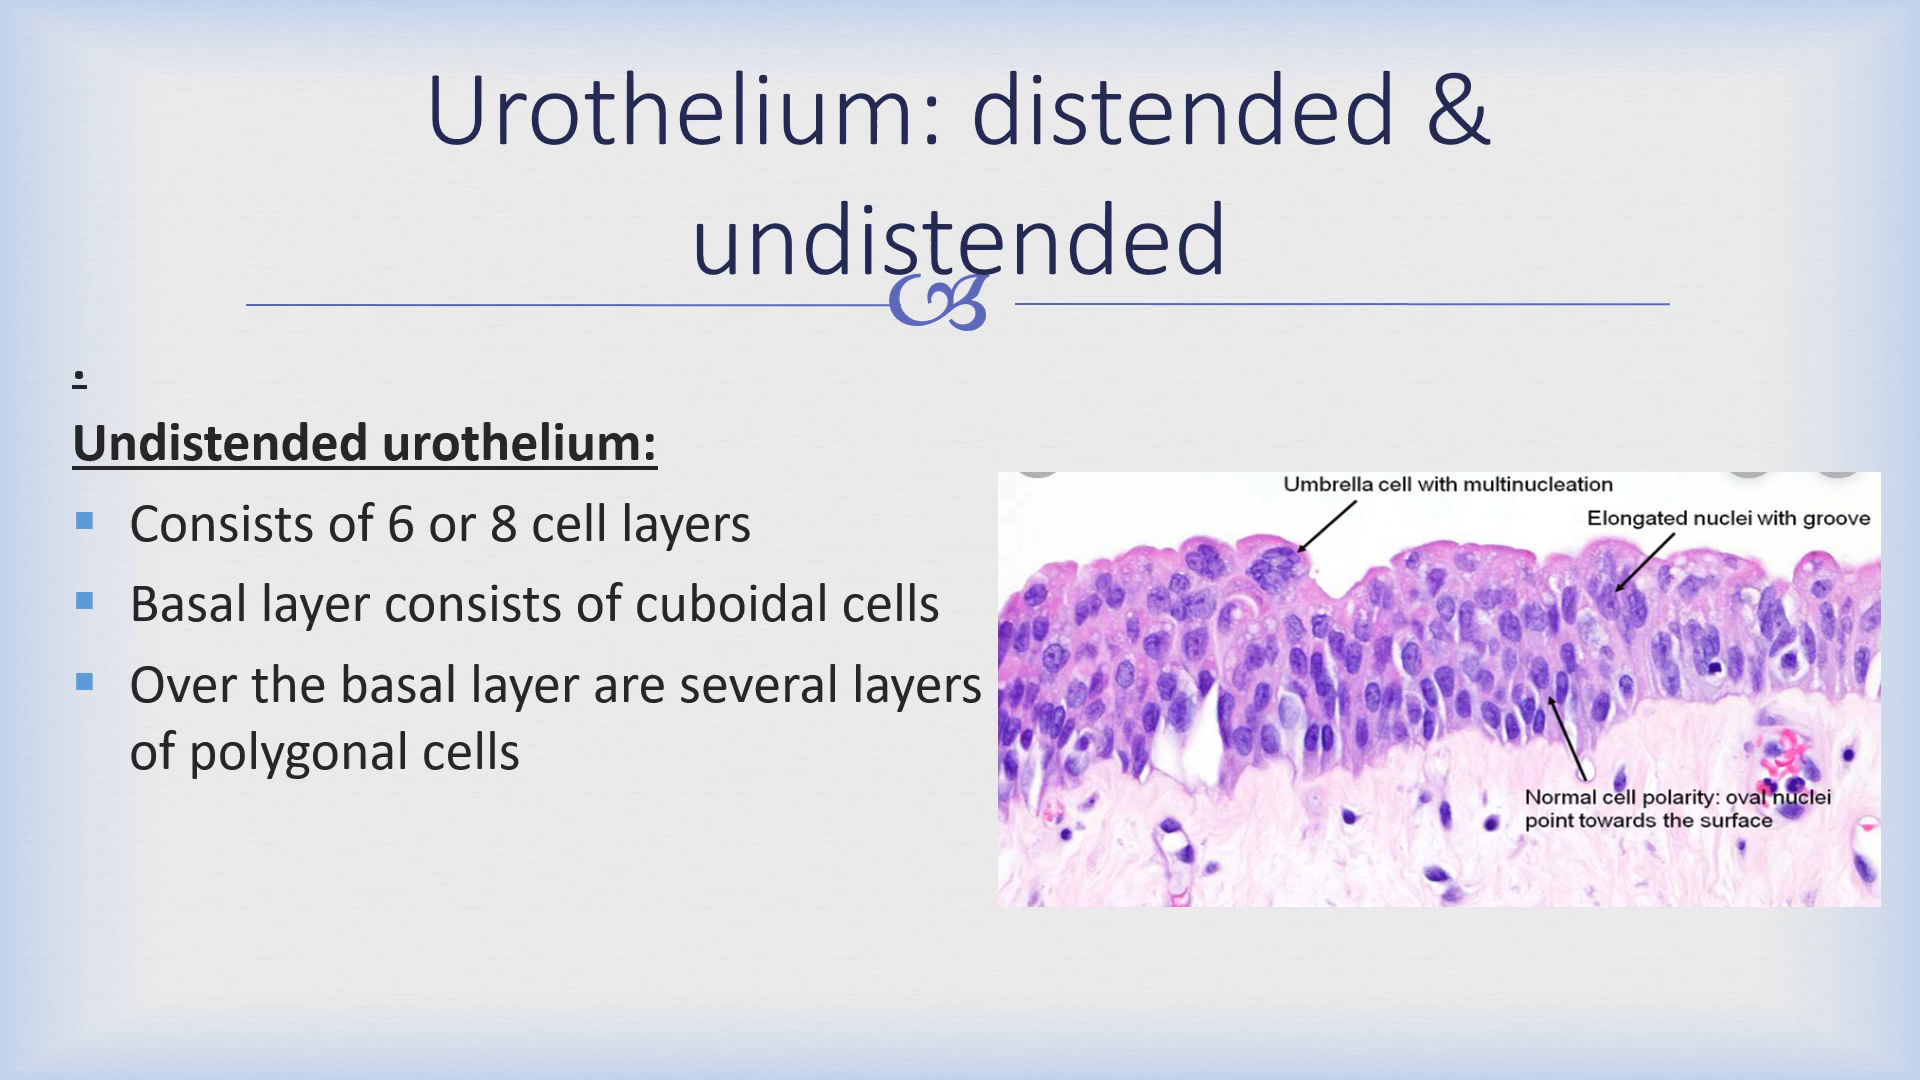 Urothelium: distended &
undistended
.
Undistended urothelium:
▪ Consists of 6 or 8 cell layers
▪ Basal layer consists of cuboidal cells
▪ Over the basal layer are several layers
of polygonal cells
Umbrella cell with multinucleation
Elongated nuclei with groove
Normal cell polarity: oval nuclei
point towards the surface